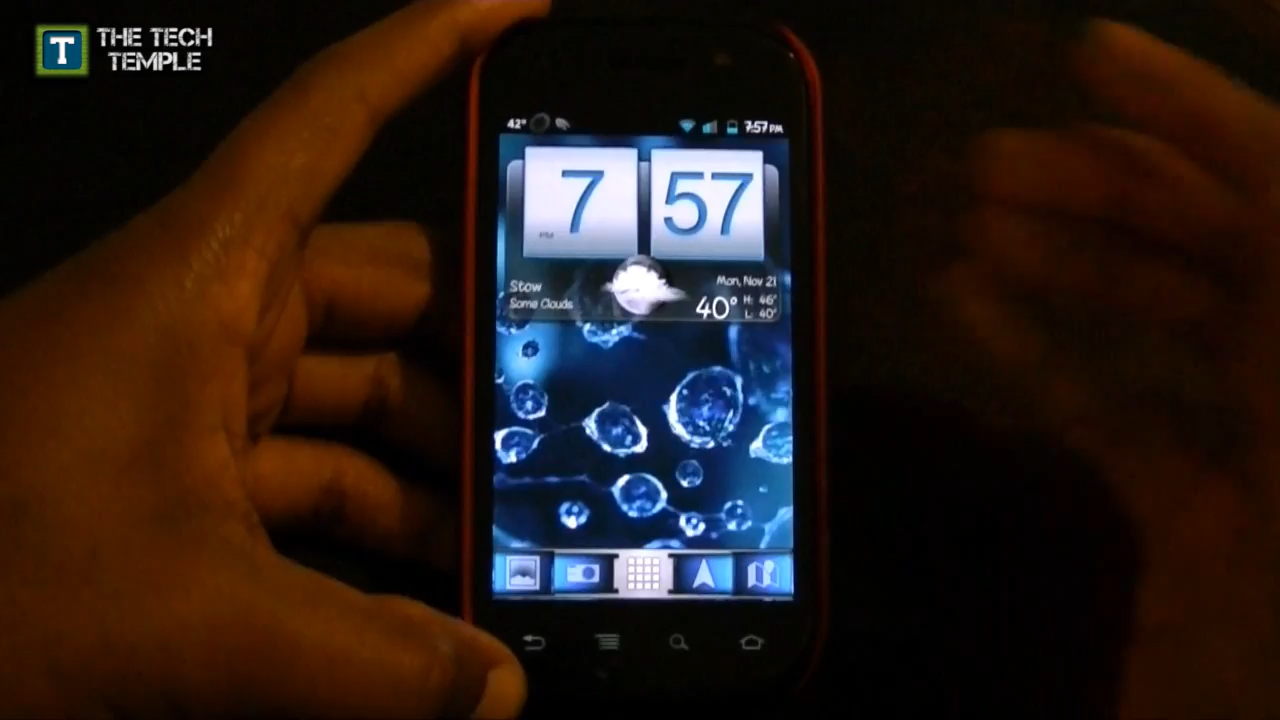 T
THE TECH
TEMPLE
42°
7:57 PM
7
57
PM
Stow
Some Clouds
Mon, Nov 21
40°
H: 46°
L: 40°